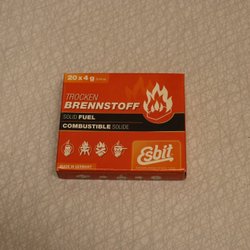 20 x 4 g
TROCKEN
BRENNSTOFF
SOLID FUEL
COMBUSTIBLE SOLIDE
Esbit
MADE IN GERMANY